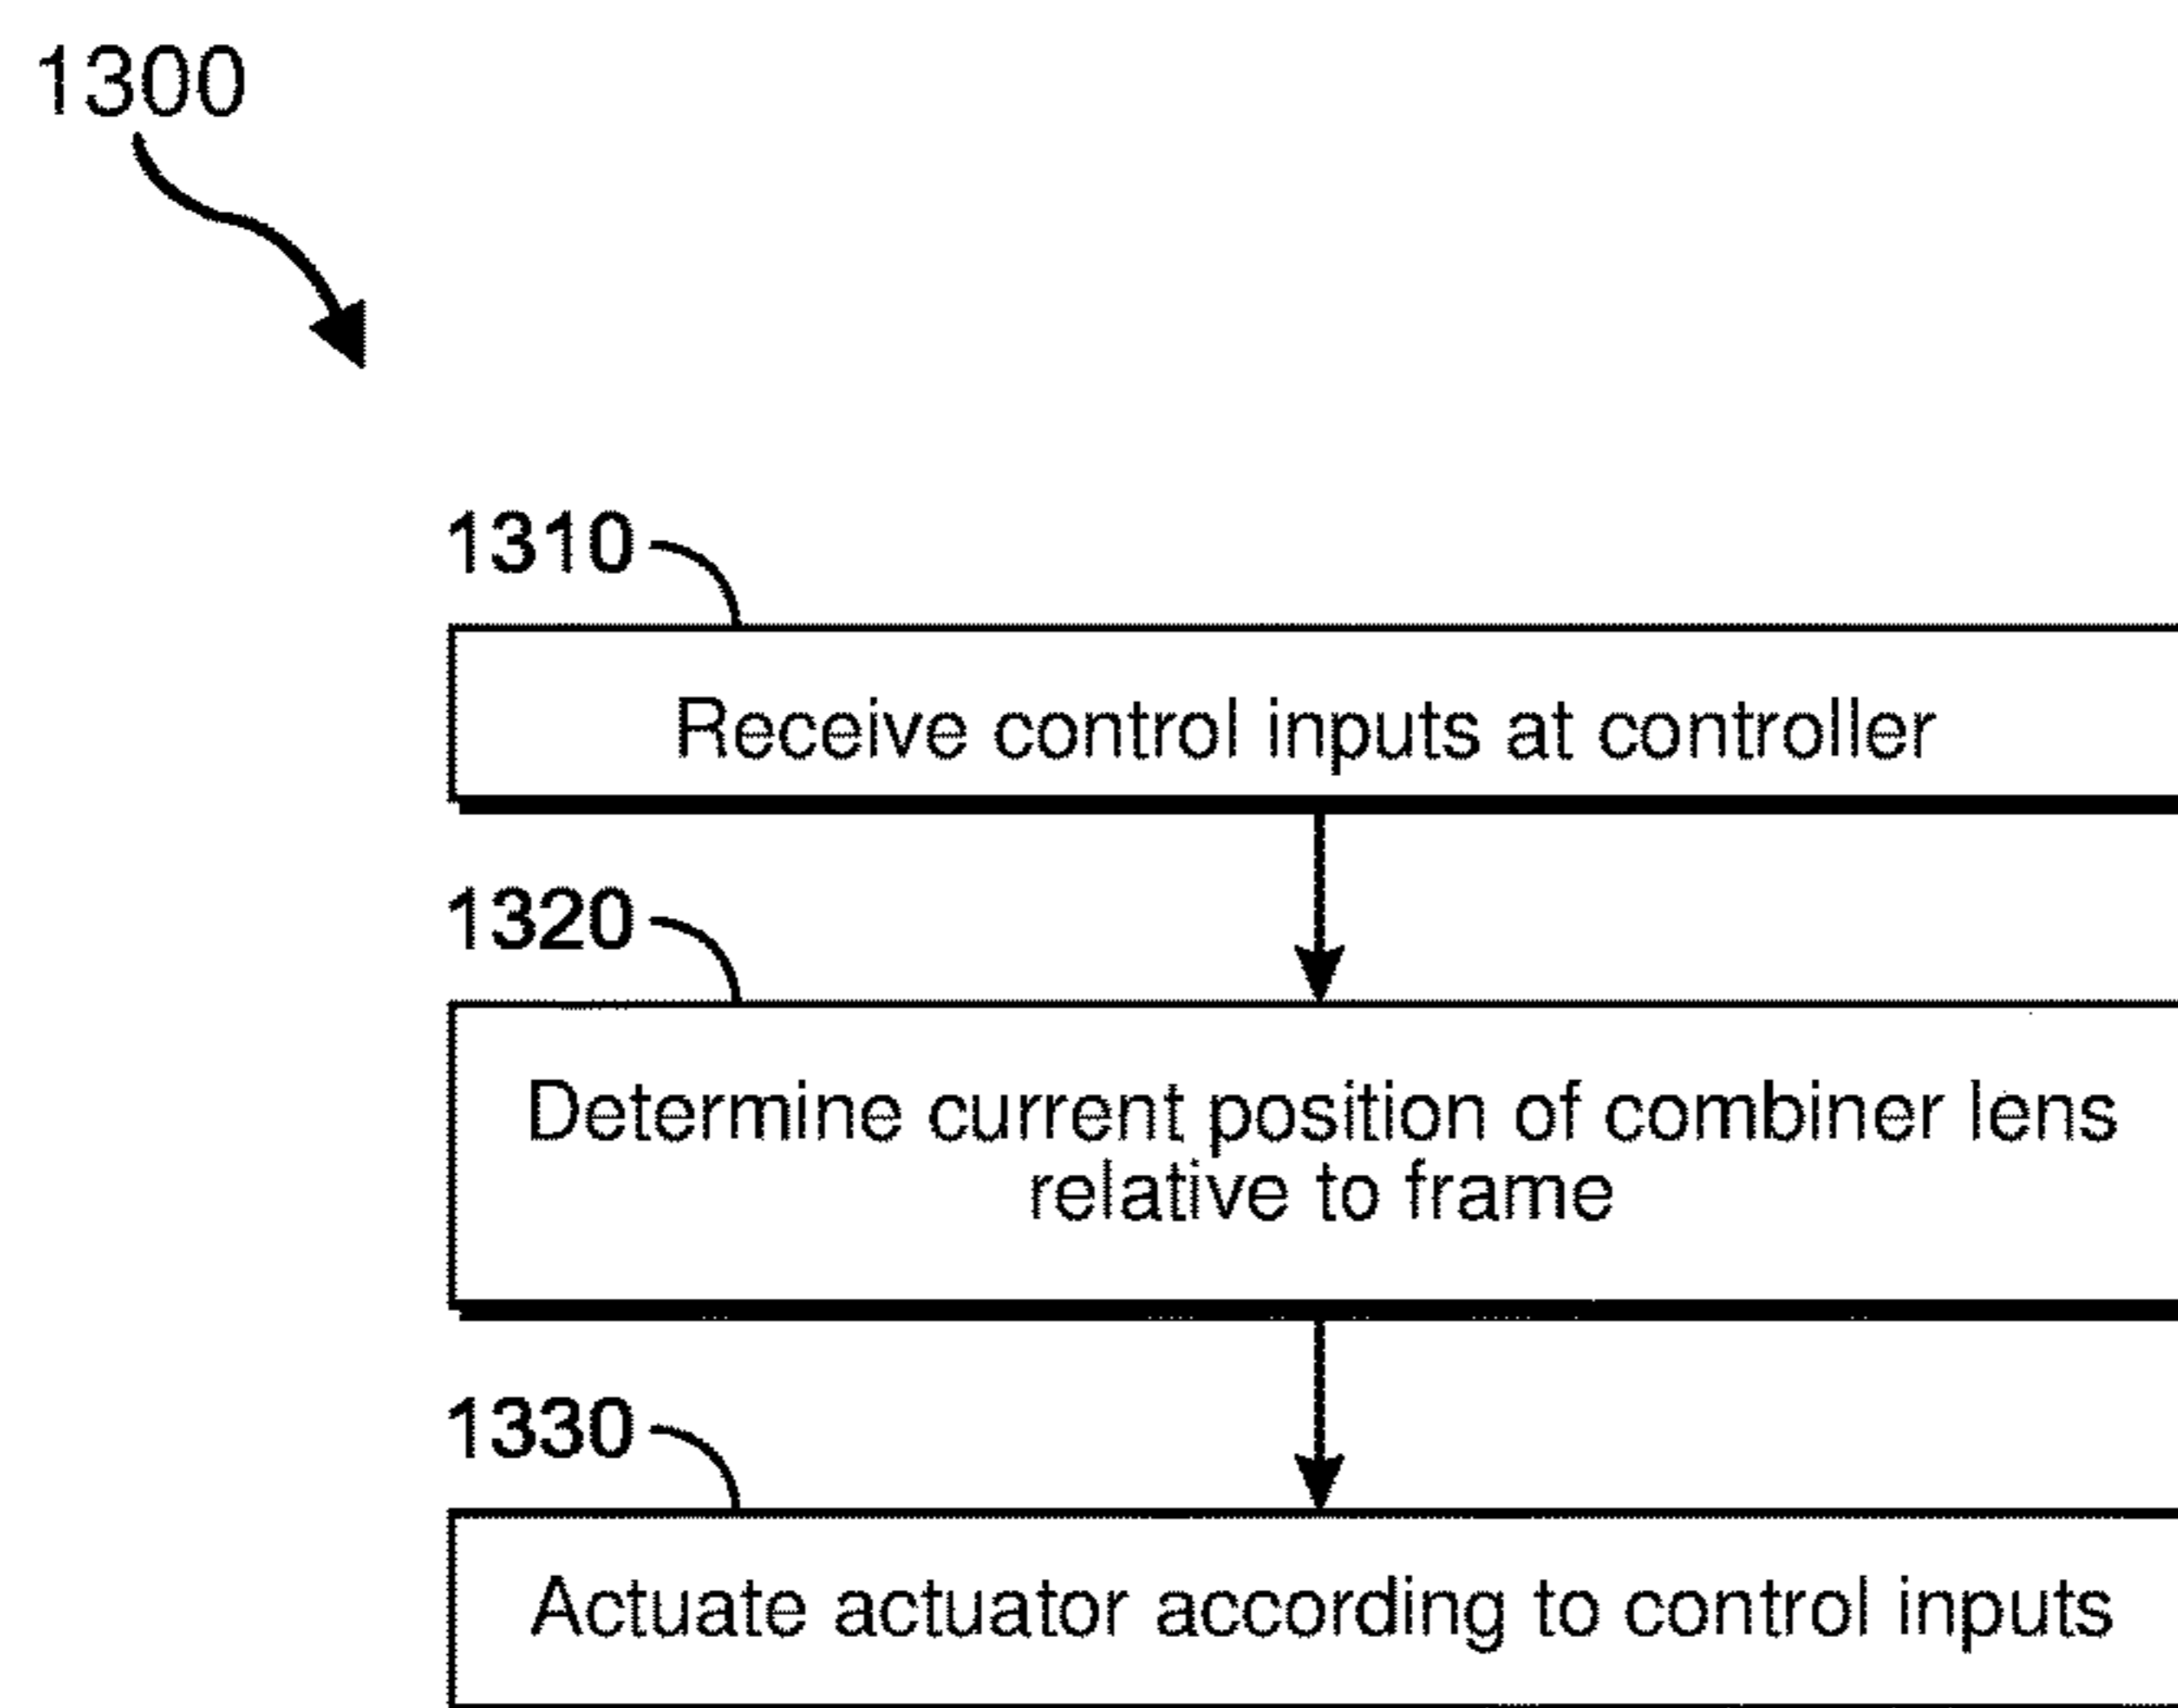 1300
1310
Receive control inputs at controller
1320
Determine current position of combiner lens
relative to frame
1330
Actuate actuator according to control inputs